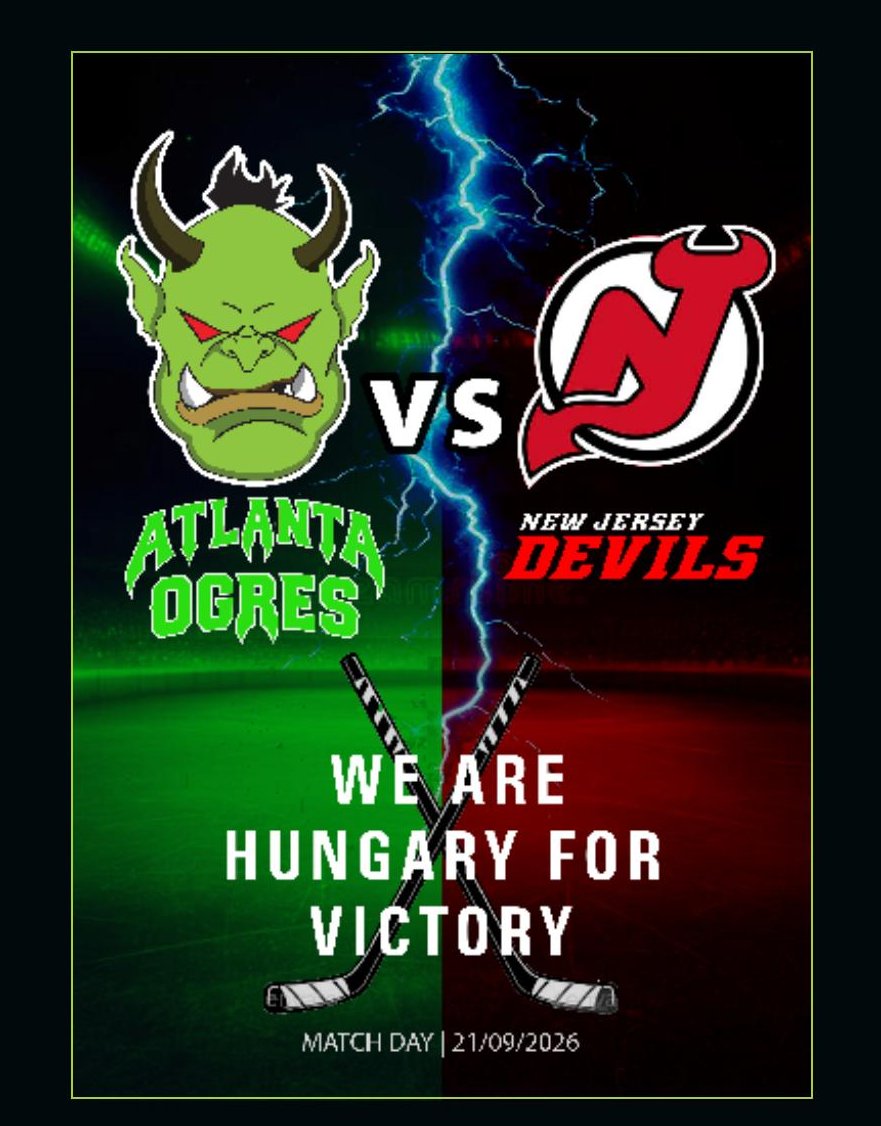 VS
ATLANTA
OGRES
NEW JERSEY
DEVILS
WE ARE
HUNGARY FOR
VICTORY
MATCH DAY | 21/09/2026